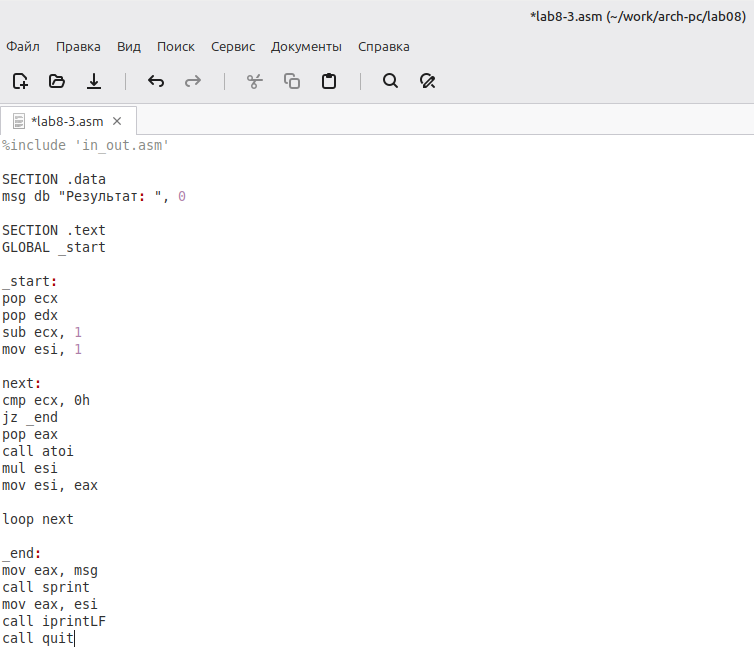 *lab8-3.asm (~/work/arch-pc/lab08)
Файл Правка Вид Поиск Сервис Документы Справка
*lab8-3.asm ×
%include 'in_out.asm'
SECTION .data
msg db "Результат: ", 0
SECTION .text
GLOBAL _start
_start:
pop ecx
pop edx
sub ecx, 1
mov esi, 1
next:
cmp ecx, 0h
jz _end
pop eax
call atoi
mul esi
mov esi, eax
loop next
_end:
mov eax, msg
call sprint
mov eax, esi
call iprintLF
call quit